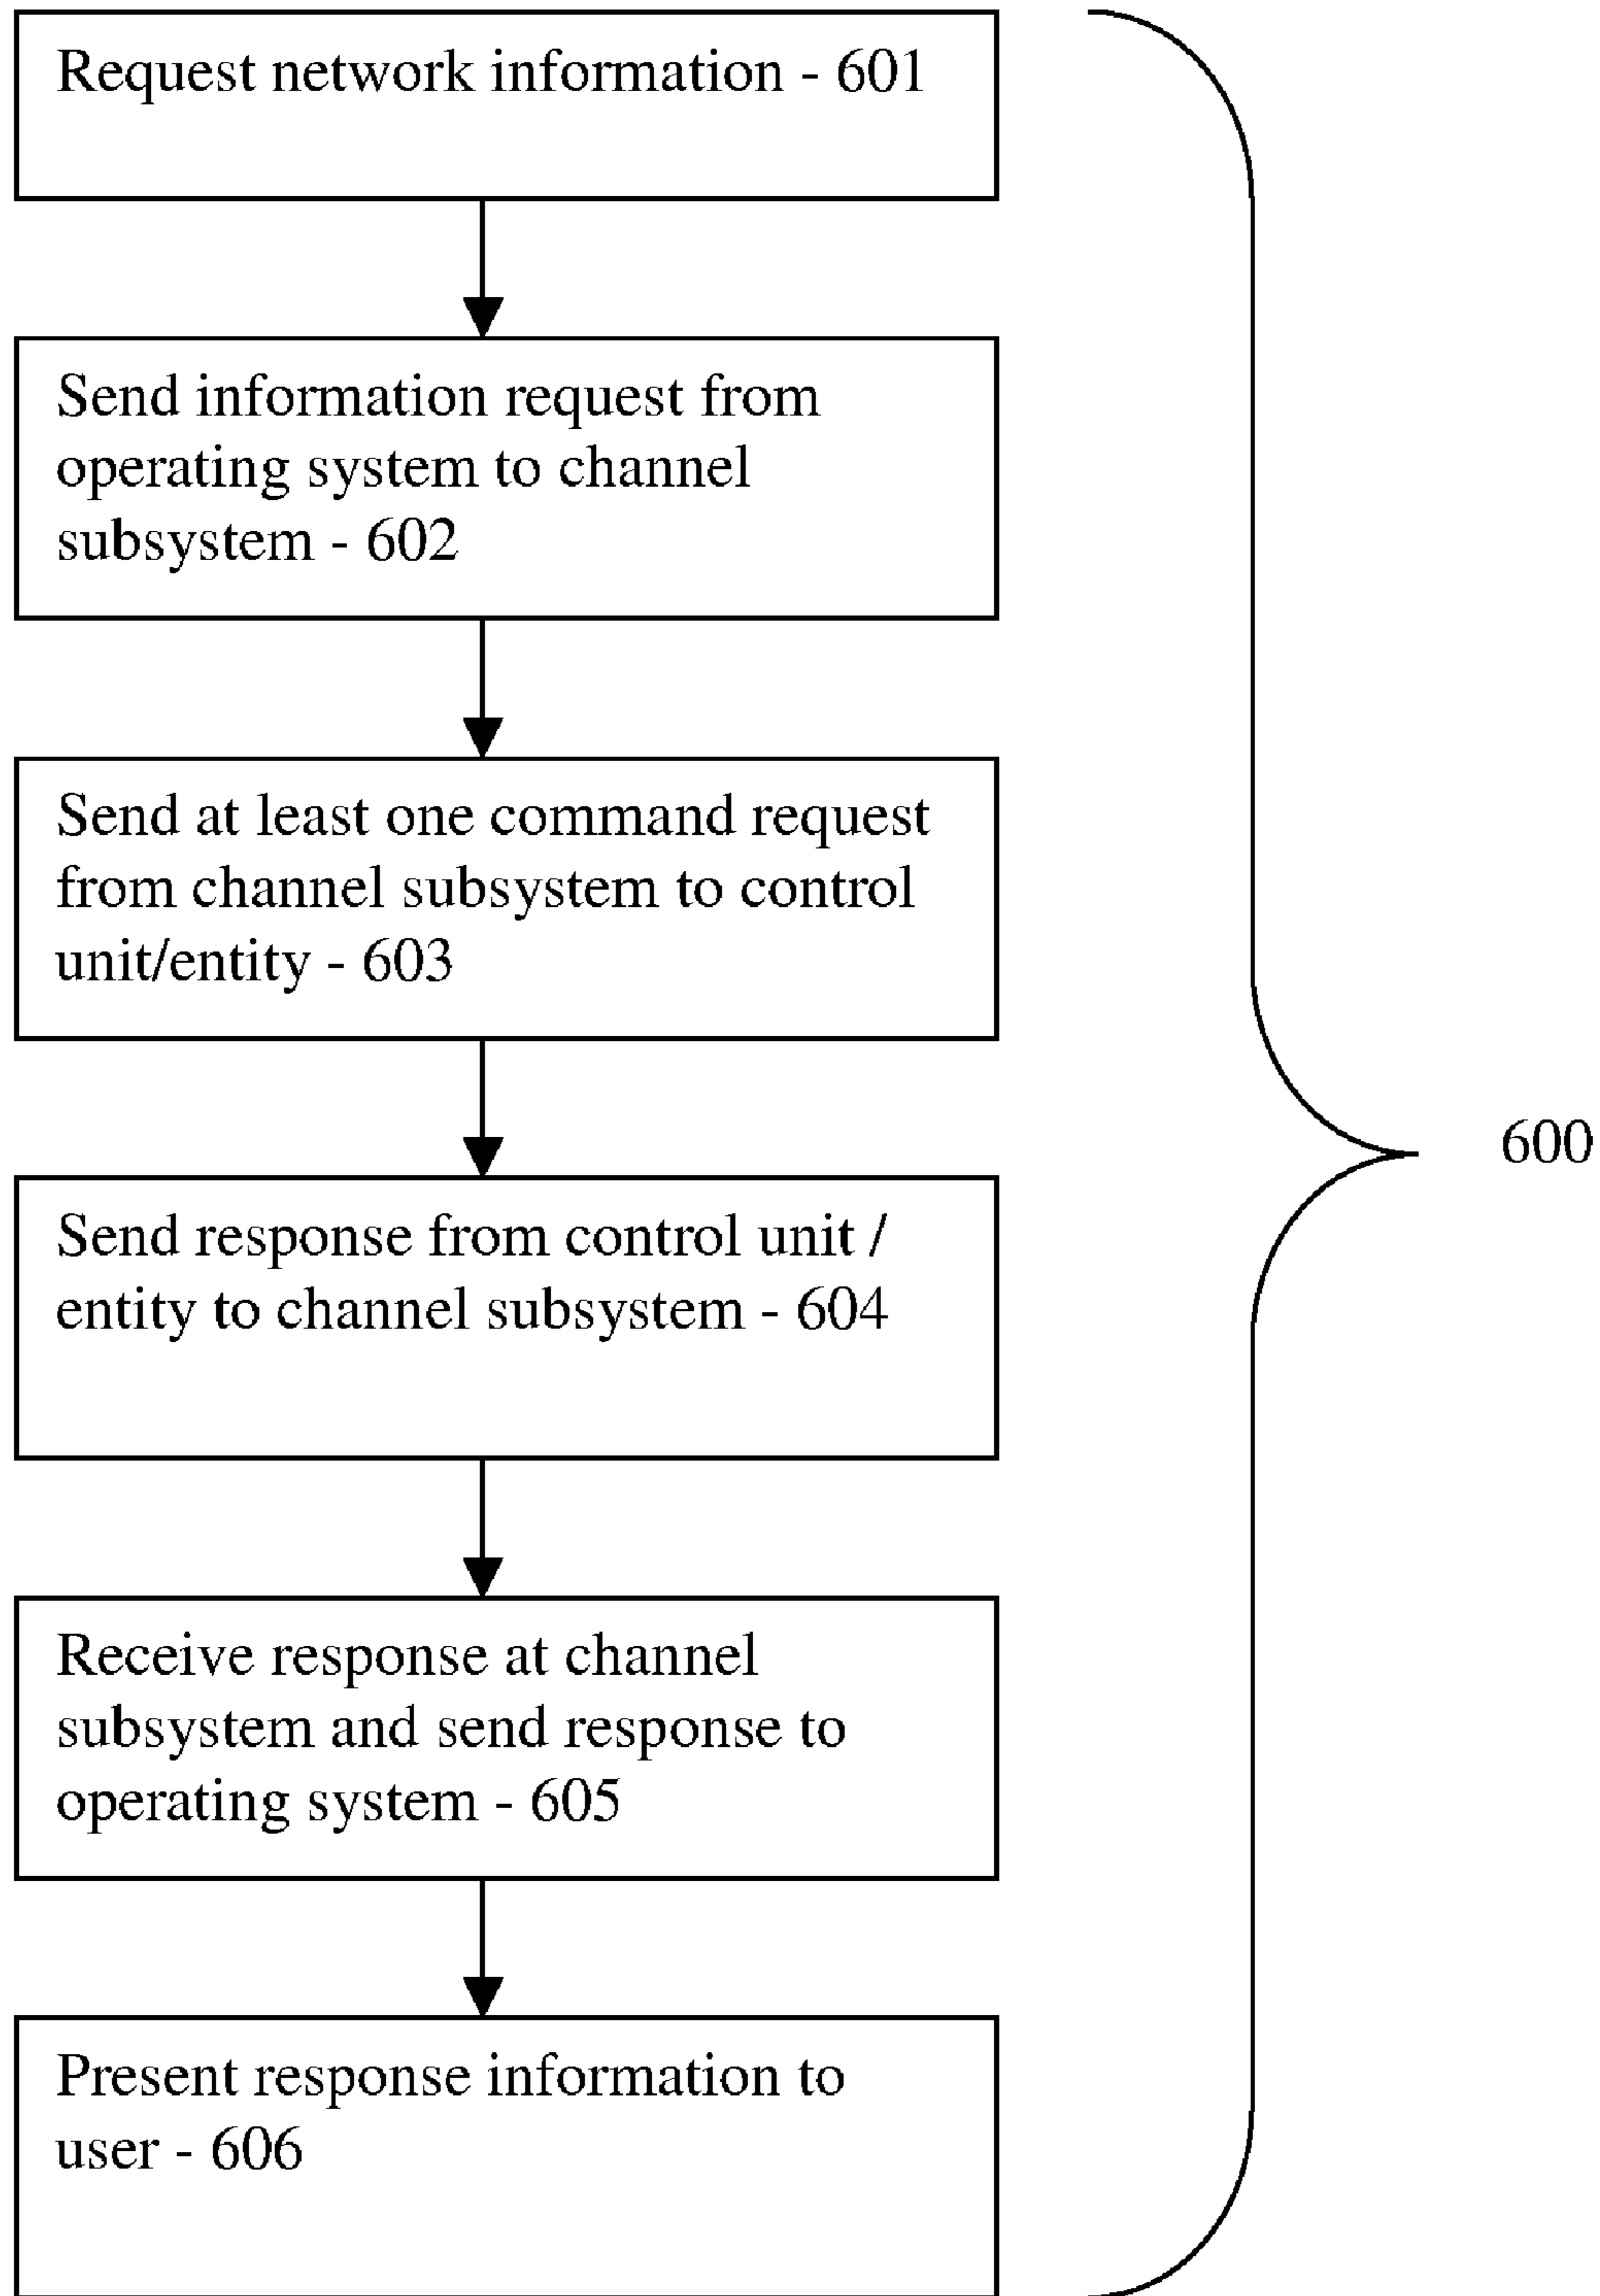 Request network information - 601
Send information request from
operating system to channel
subsystem - 602
Send at least one command request
from channel subsystem to control
unit/entity - 603
Send response from control unit /
entity to channel subsystem - 604
Receive response at channel
subsystem and send response to
operating system - 605
Present response information to
user - 606
600